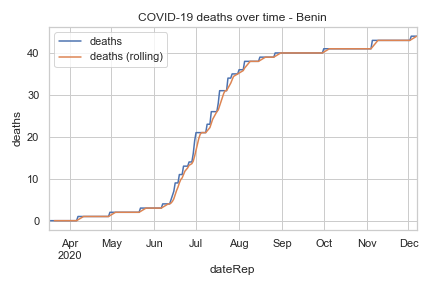 COVID-19 deaths over time - Benin
deaths
deaths (rolling)
deaths
40
30
20
10
0
Apr May Jun Jul Aug Sep Oct Nov Dec
2020
dateRep